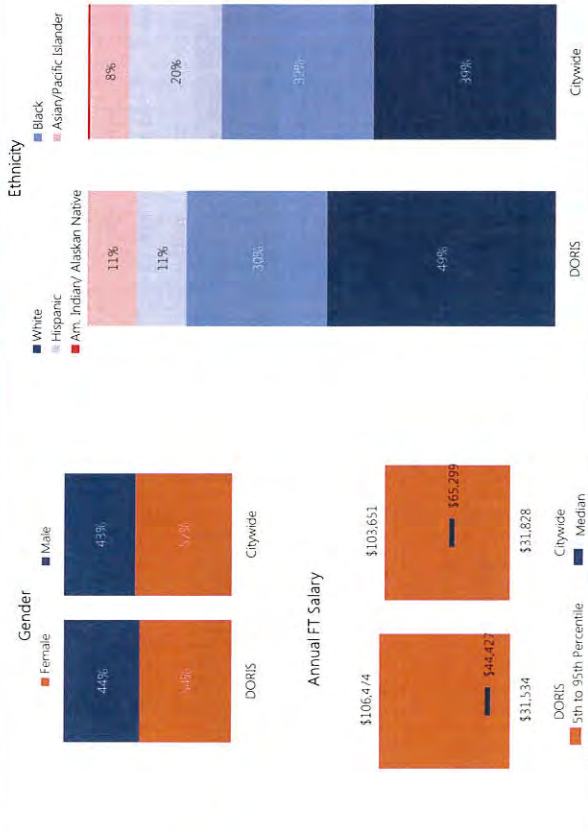 Gender
Female
Male
44%
43%
57%
DORIS
Citywide
Annual FT Salary
$106,474
$103,651
$44,427
$65,299
$31,534
$31,828
DORIS
Citywide
5th to 95th Percentile
Median
Ethnicity
White
Black
Hispanic
Asian/Pacific Islander
Am. Indian/ Alaskan Native
11%
8%
11%
20%
30%
49%
39%
DORIS
Citywide